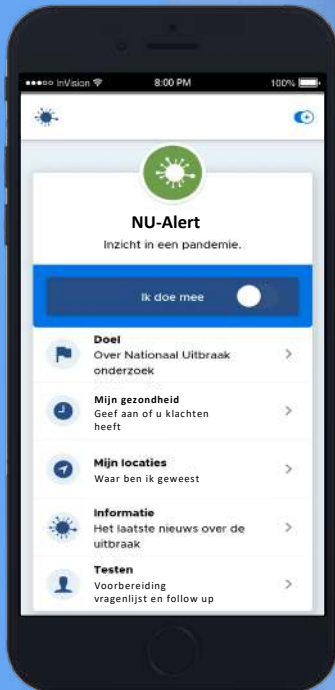 InVision 8:00 PM 100%
NU-Alert
Inzicht in een pandemie.
Ik doe mee
Doel
Over Nationaal Uitbraak
onderzoek
Mijn gezondheid
Geef aan of u klachten
heeft
Mijn locaties
Waar ben ik geweest
Informatie
Het laatste nieuws over de
uitbraak
Testen
Voorbereiding
vragenlijst en follow up